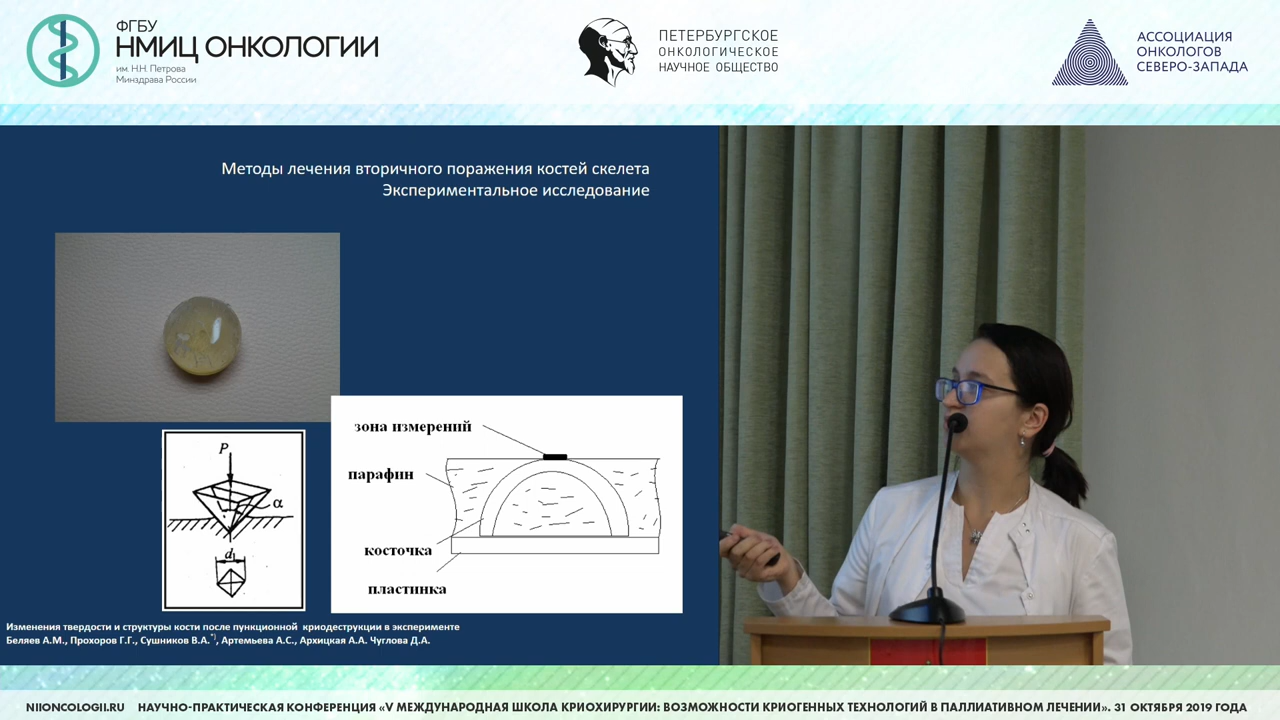 ФГБУ
НМИЦ ОНКОЛОГИИ
им. Н.Н. Петрова
Минздрава России
ПЕТЕРБУРГСКОЕ
ОНКОЛОГИЧЕСКОЕ
НАУЧНОЕ ОБЩЕСТВО
АССОЦИАЦИЯ
ОНКОЛОГОВ
СЕВЕРО-ЗАПАДА
Методы лечения вторичного поражения костей скелета
Экспериментальное исследование
зона измерений
парафин
косточка
пластинка
P
α
d
Изменения твердости и структуры кости после пункционной криодеструкции в эксперименте
Беляев А.М., Прохоров Г.Г., Сушников В.А.*), Артемьева А.С., Архицкая А.А. Чуглова Д.А.
NIIONCOLOGII.RU НАУЧНО-ПРАКТИЧЕСКАЯ КОНФЕРЕНЦИЯ «V МЕЖДУНАРОДНАЯ ШКОЛА КРИОХИРУРГИИ: ВОЗМОЖНОСТИ КРИОГЕННЫХ ТЕХНОЛОГИЙ В ПАЛЛИАТИВНОМ ЛЕЧЕНИИ». 31 ОКТЯБРЯ 2019 ГОДА